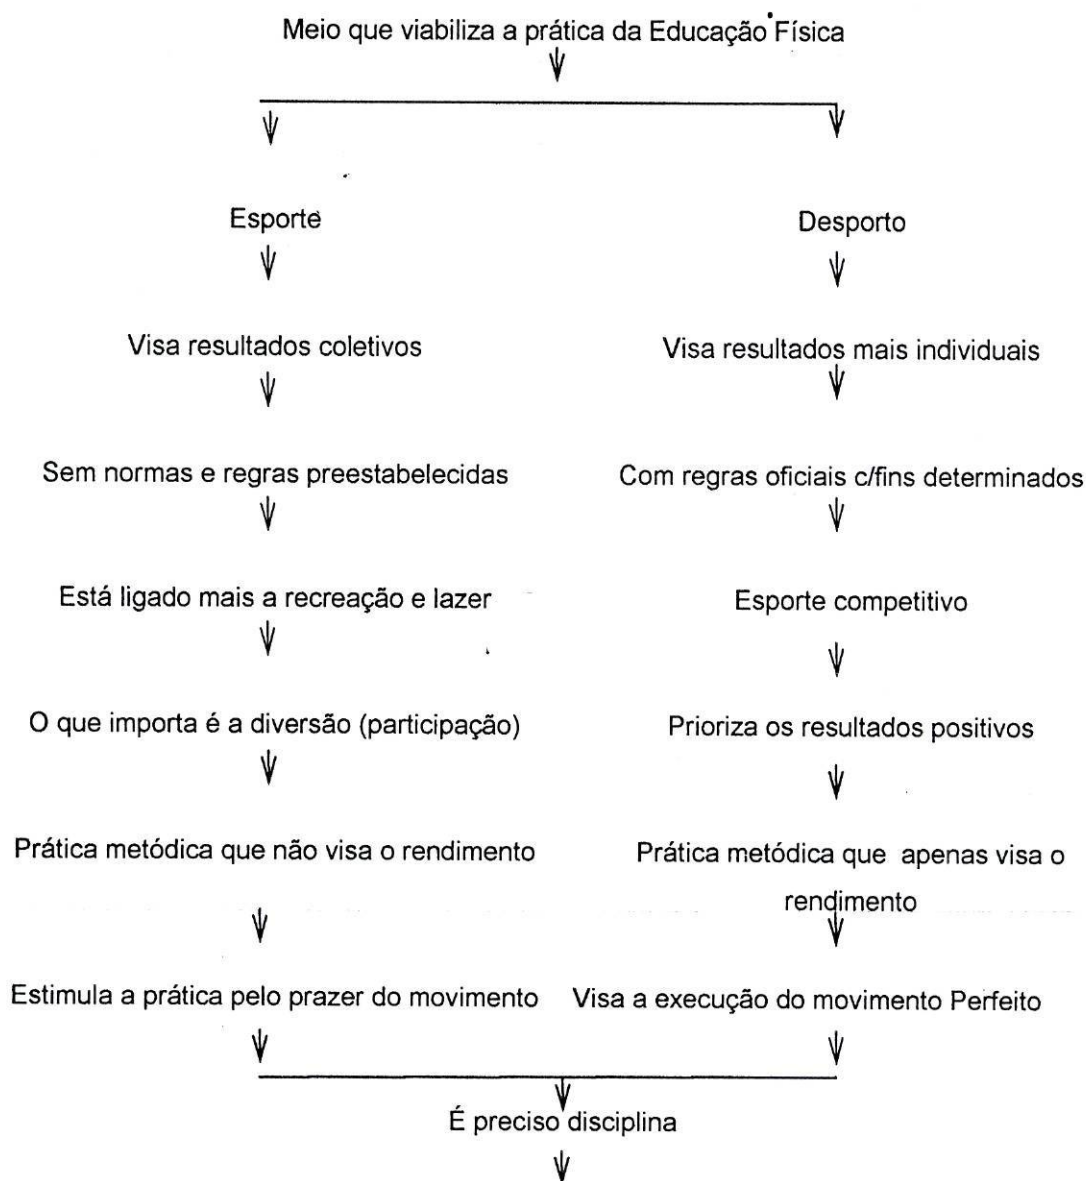 Meio que viabiliza a prática da Educação Física
Esporte
Desporto
Visa resultados coletivos
Visa resultados mais individuais
Sem normas e regras preestabelecidas
Com regras oficiais c/fins determinados
Está ligado mais a recreação e lazer
Esporte competitivo
O que importa é a diversão (participação)
Prioriza os resultados positivos
Prática metódica que não visa o rendimento
Prática metódica que apenas visa o
rendimento
Estimula a prática pelo prazer do movimento
Visa a execução do movimento Perfeito
É preciso disciplina